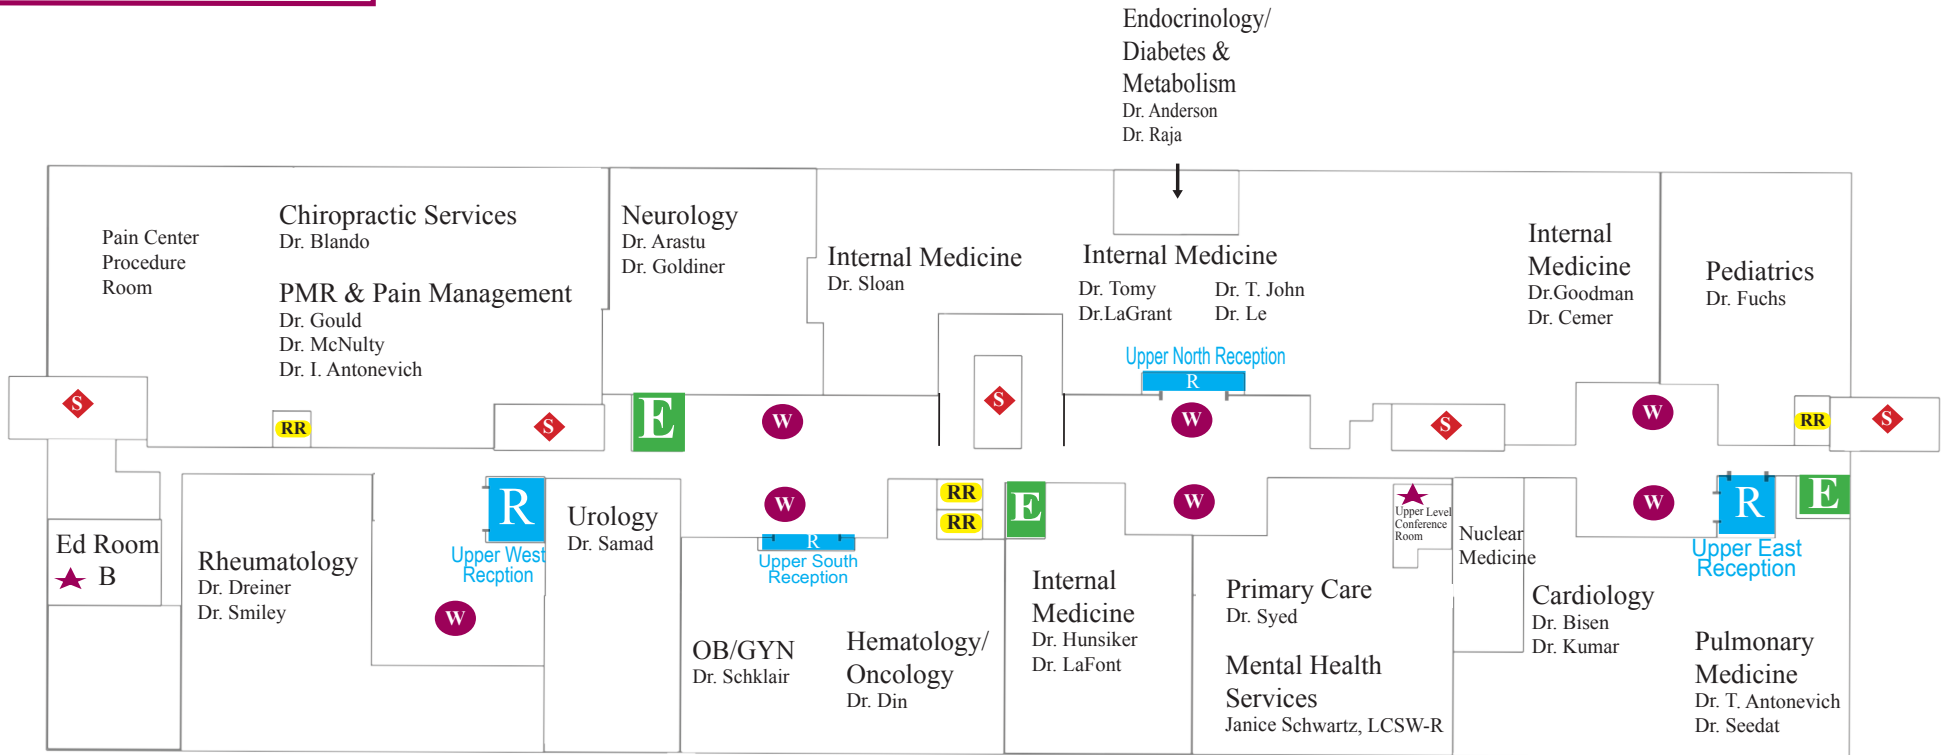 Endocrinology/
Diabetes &
Metabolism
Dr. Anderson
Dr. Raja
Pain Center
Procedure
Room
Chiropractic Services
Dr. Blando
PMR & Pain Management
Dr. Gould
Dr. McNulty
Dr. I. Antonevich
Neurology
Dr. Arastu
Dr. Goldiner
Internal Medicine
Dr. Sloan
Internal Medicine
Dr. Tomy
Dr. T. John
Dr.LaGrant
Dr. Le
Internal
Medicine
Dr.Goodman
Dr. Cemer
Pediatrics
Dr. Fuchs
Upper North Reception
R
S
RR
S
E
W
S
W
S
W
RR
S
Ed Room
B
Rheumatology
Dr. Dreiner
Dr. Smiley
R
Upper West
Recption
W
Urology
Dr. Samad
W
R
Upper South
Reception
RR
RR
E
W
Upper Level
Conference
Room
Nuclear
Medicine
W
R
Upper East
Reception
E
OB/GYN
Dr. Schklair
Hematology/
Oncology
Dr. Din
Internal
Medicine
Dr. Hunsiker
Dr. LaFont
Primary Care
Dr. Syed
Mental Health
Services
Janice Schwartz, LCSW-R
Cardiology
Dr. Bisen
Dr. Kumar
Pulmonary
Medicine
Dr. T. Antonevich
Dr. Seedat